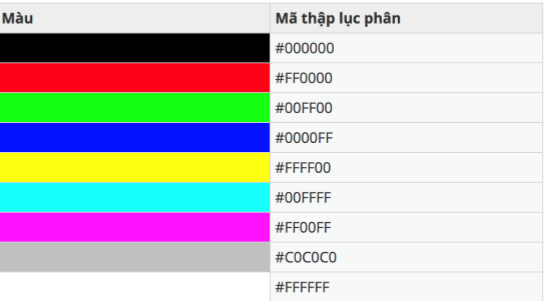 Màu Mã thập lục phân
#000000
#FF0000
#00FF00
#0000FF
#FFFF00
#00FFFF
#FF00FF
#C0C0C0
#FFFFFF